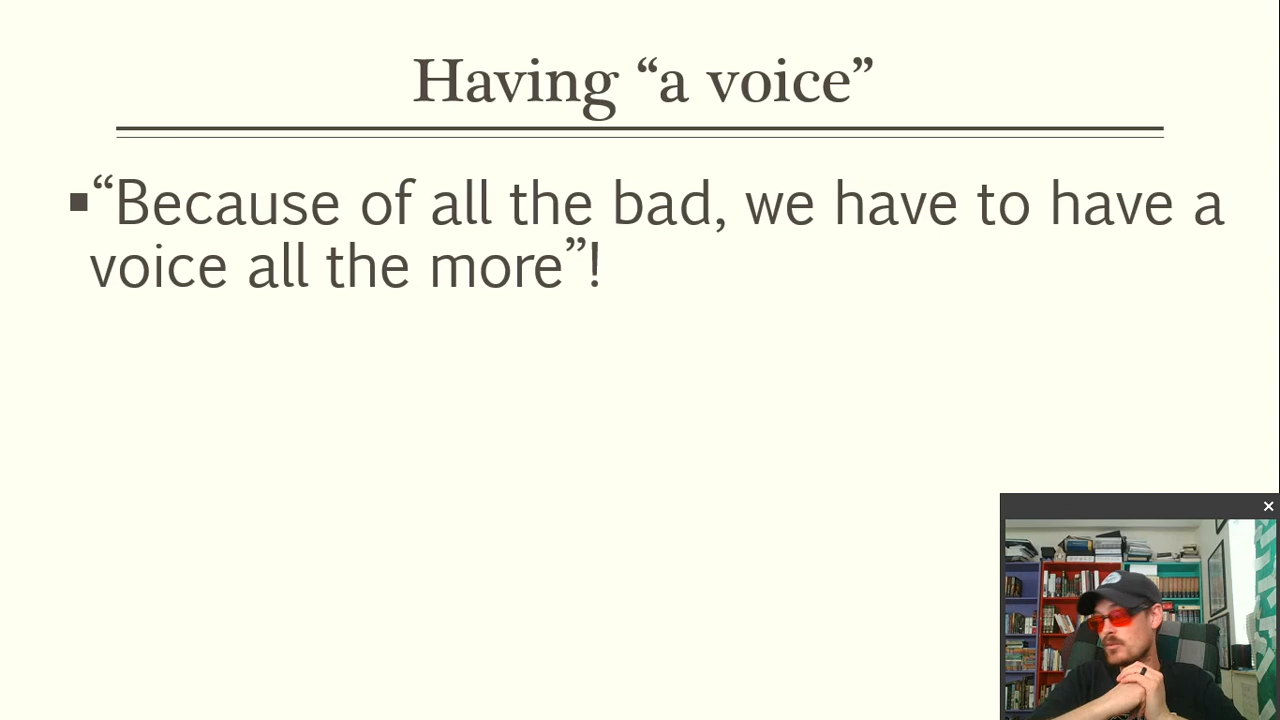 Having “a voice”
▪“Because of all the bad, we have to have a
voice all the more”!